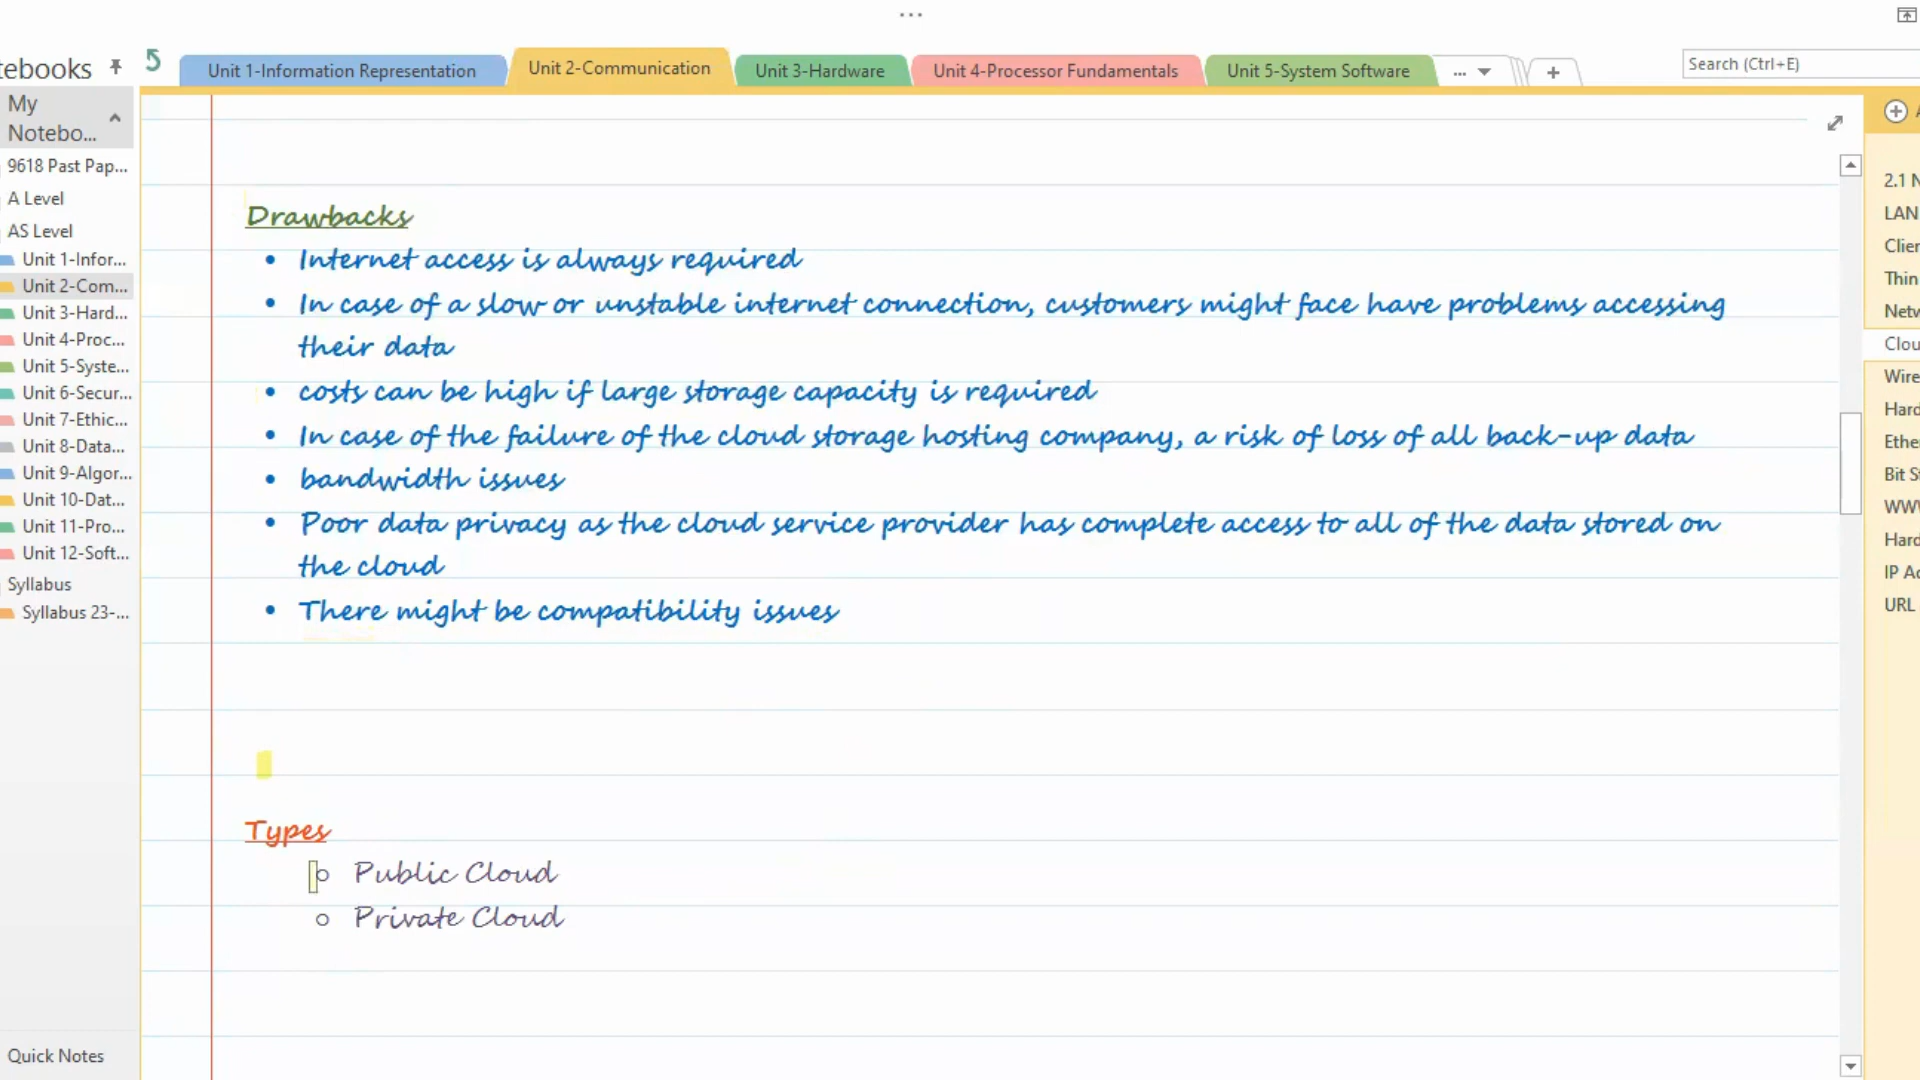 ...
tebooks
Unit 1-Information Representation
Unit 2-Communication
Unit 3-Hardware
Unit 4-Processor Fundamentals
Unit 5-System Software
...
Search (Ctrl+E)
My
Notebo...
9618 Past Pap...
A Level
AS Level
Unit 1-Infor...
Unit 2-Com...
Unit 3-Hard...
Unit 4-Proc...
Unit 5-Syste...
Unit 6-Secur...
Unit 7-Ethic...
Unit 8-Data...
Unit 9-Algor...
Unit 10-Dat...
Unit 11-Pro...
Unit 12-Soft...
Syllabus
Syllabus 23-...
Quick Notes
Drawbacks
• Internet access is always required
• In case of a slow or unstable internet connection, customers might face have problems accessing
their data
• costs can be high if large storage capacity is required
• In case of the failure of the cloud storage hosting company, a risk of loss of all back-up data
• bandwidth issues
• Poor data privacy as the cloud service provider has complete access to all of the data stored on
the cloud
• There might be compatibility issues
Types
○ Public Cloud
○ Private Cloud
2.1 N
LAN
Clier
Thin
Netw
Clou
Wire
Hard
Ethe
Bit St
WWW
Hard
IP Ad
URL